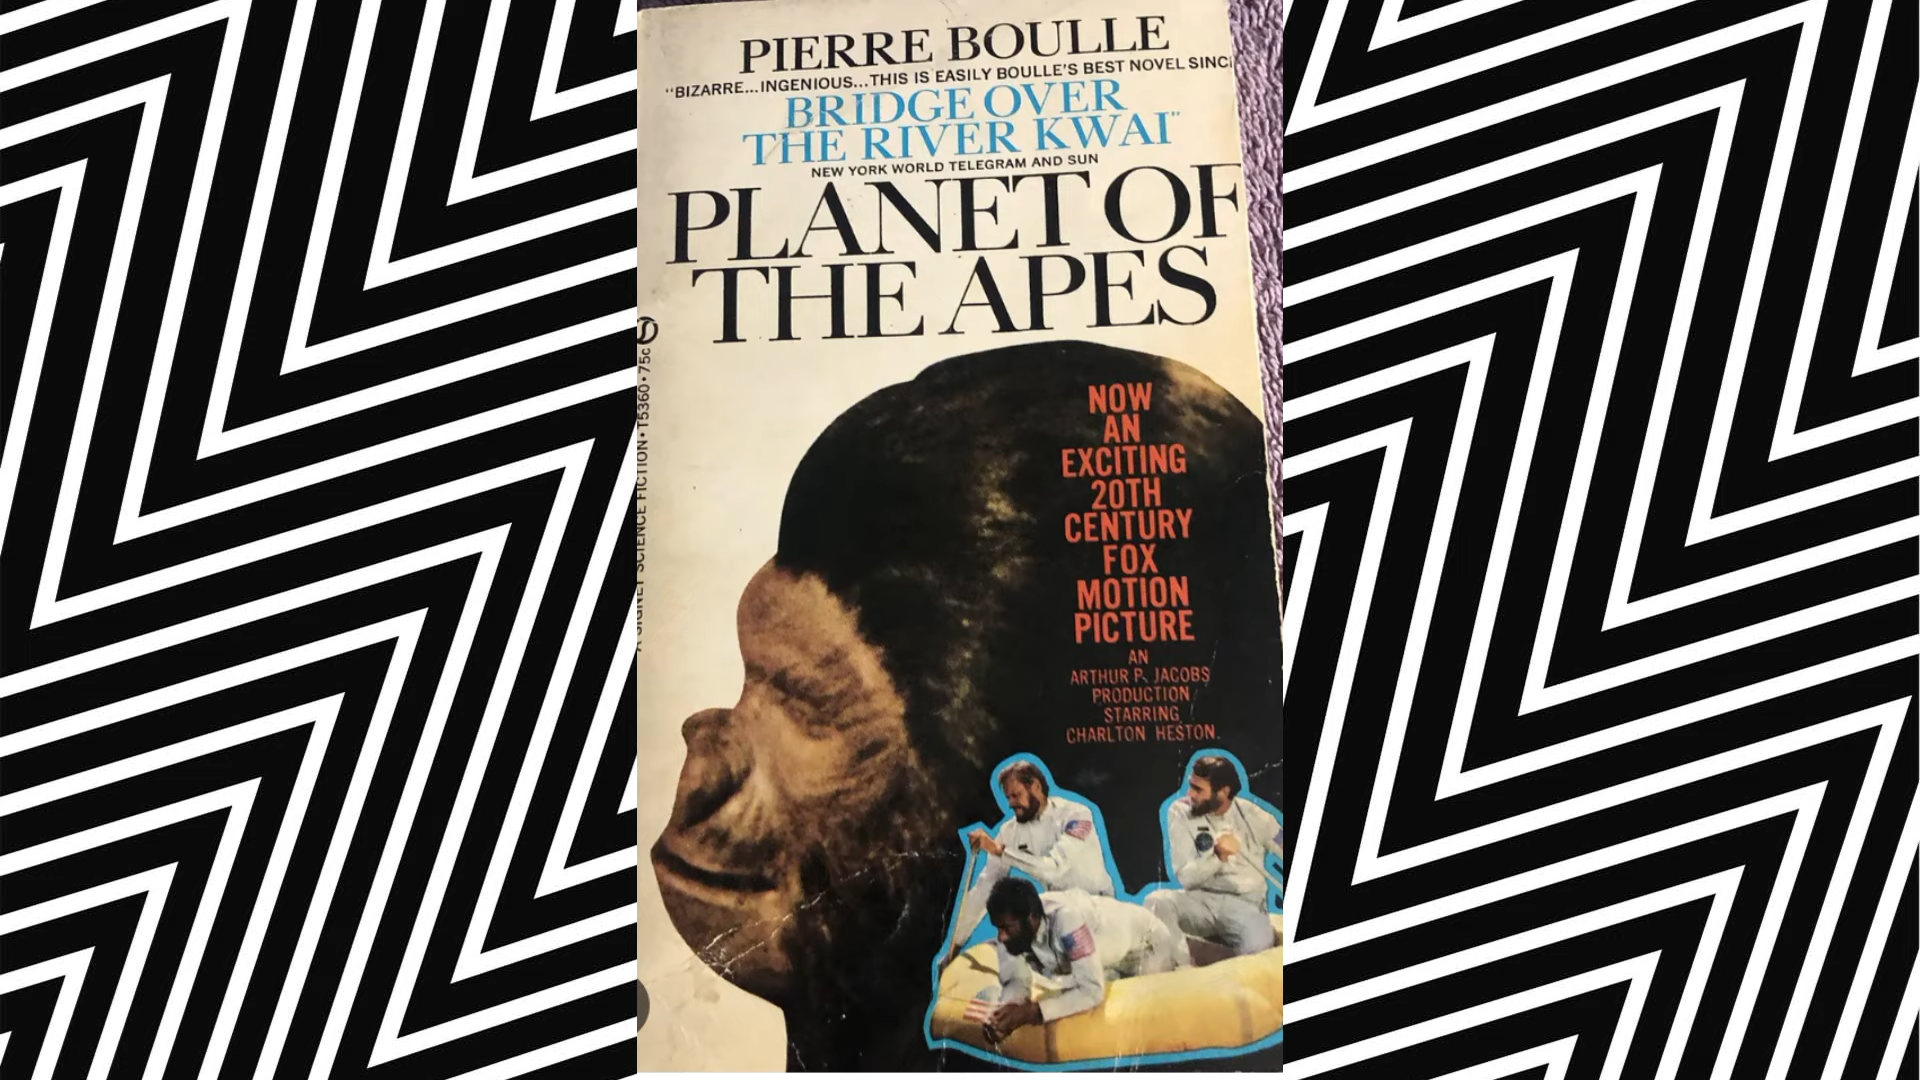 PIERRE BOULLE
"BIZARRE...INGENIOUS...THIS IS EASILY BOULLE'S BEST NOVEL SINC
BRIDGE OVER
THE RIVER KWAI"
NEW YORK WORLD TELEGRAM AND SUN
PLANET OF
THE APES
NOW
AN
EXCITING
20TH
CENTURY
FOX
MOTION
PICTURE
AN
ARTHUR P. JACOBS
PRODUCTION
STARRING
CHARLTON HESTON.
A SIGNET SCIENCE FICTION • T5360 • 75c